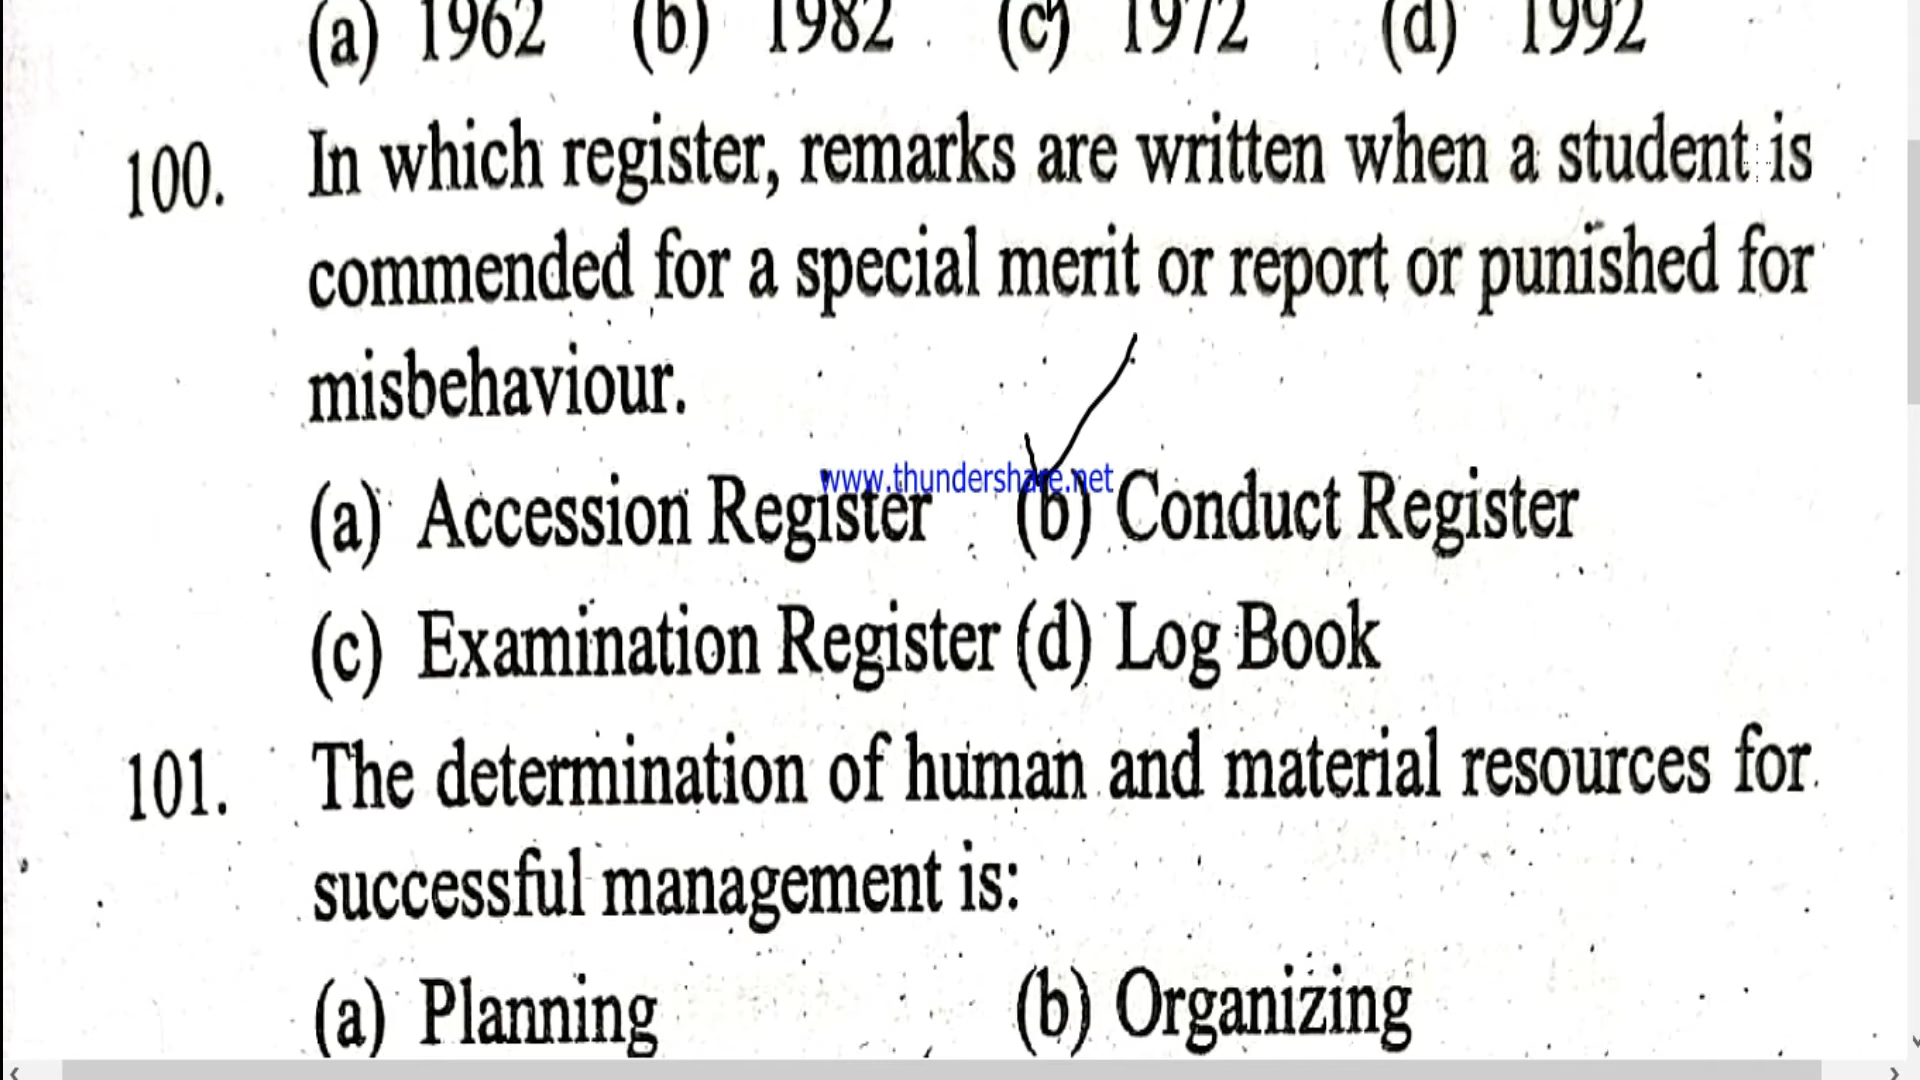 (a) 1962 (b) 1982 (c) 1972 (d) 1992
100. In which register, remarks are written when a student is
commended for a special merit or report or punished for
misbehaviour.
www.thundershare.net
(a) Accession Register (b) Conduct Register
(c) Examination Register (d) Log Book
101. The determination of human and material resources for
successful management is:
(a) Planning (b) Organizing